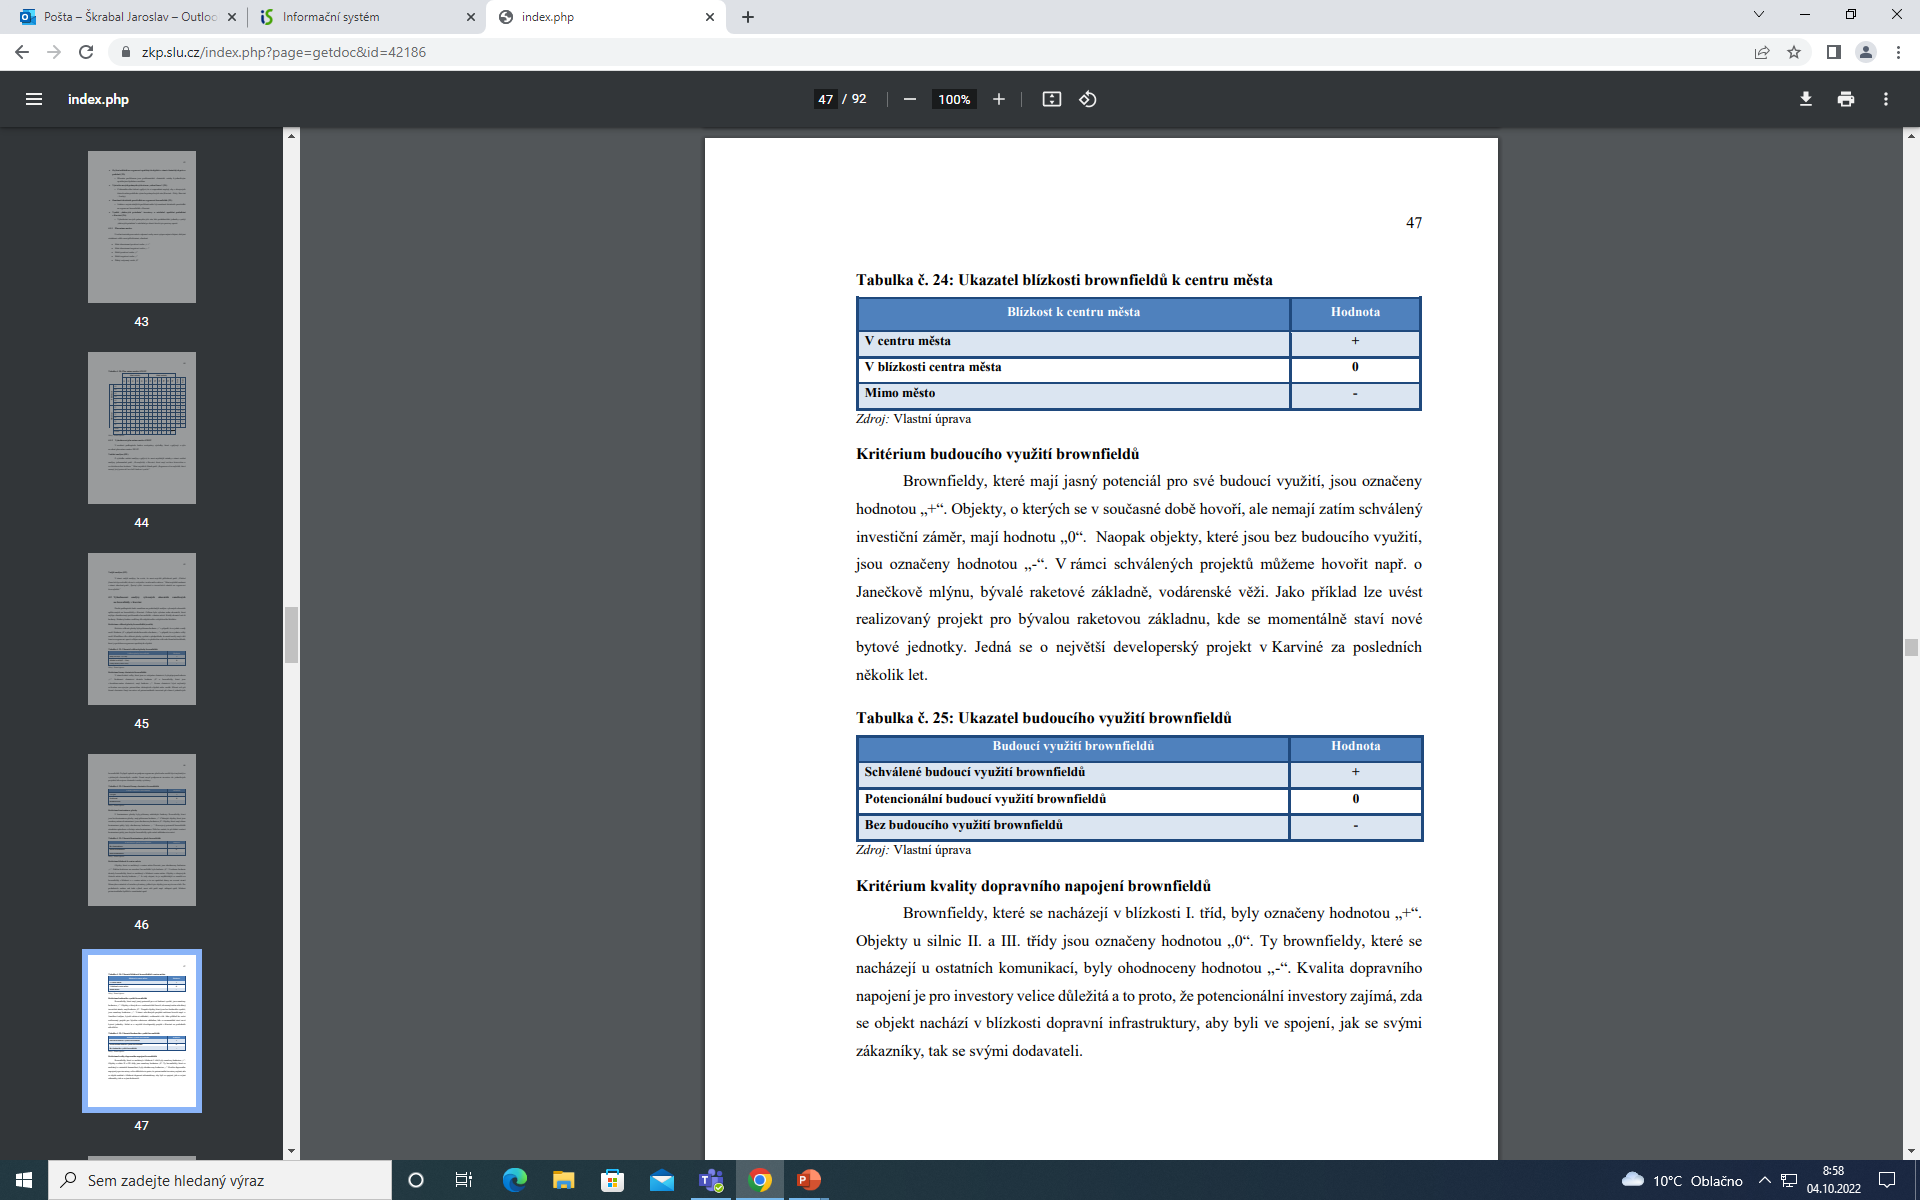 Pošta – Škrabal Jaroslav – Outloo
Informační systém
index.php
zkp.slu.cz/index.php?page=getdoc&id=42186
index.php
47 / 92
100%
43
44
45
46
47
47
Tabulka č. 24: Ukazatel blízkosti brownfieldů k centru města
Blízkost k centru města Hodnota
V centru města +
V blízkosti centra města 0
Mimo město -
Zdroj: Vlastní úprava
Kritérium budoucího využití brownfieldů
Brownfieldy, které mají jasný potenciál pro své budoucí využití, jsou označeny
hodnotou „+“. Objekty, o kterých se v současné době hovoří, ale nemají zatím schválený
investiční záměr, mají hodnotu „0“. Naopak objekty, které jsou bez budoucího využití,
jsou označeny hodnotou „-“. V rámci schválených projektů můžeme hovořit např. o
Janečkově mlýnu, bývalé raketové základně, vodárenské věži. Jako příklad lze uvést
realizovaný projekt pro bývalou raketovou základnu, kde se momentálně staví nové
bytové jednotky. Jedná se o největší developerský projekt v Karviné za posledních
několik let.
Tabulka č. 25: Ukazatel budoucího využití brownfieldů
Budoucí využití brownfieldů Hodnota
Schválené budoucí využití brownfieldů +
Potencionální budoucí využití brownfieldů 0
Bez budoucího využití brownfieldů -
Zdroj: Vlastní úprava
Kritérium kvality dopravního napojení brownfieldů
Brownfieldy, které se nacházejí v blízkosti I. tříd, byly označeny hodnotou „+“.
Objekty u silnic II. a III. třídy jsou označeny hodnotou „0“. Ty brownfieldy, které se
nacházejí u ostatních komunikací, byly ohodnoceny hodnotou „-“. Kvalita dopravního
napojení je pro investory velice důležitá a to proto, že potencionální investory zajímá, zda
se objekt nachází v blízkosti dopravní infrastruktury, aby byli ve spojení, jak se svými
zákazníky, tak se svými dodavateli.
Sem zadejte hledaný výraz
10°C Oblačno
8:58
04.10.2022